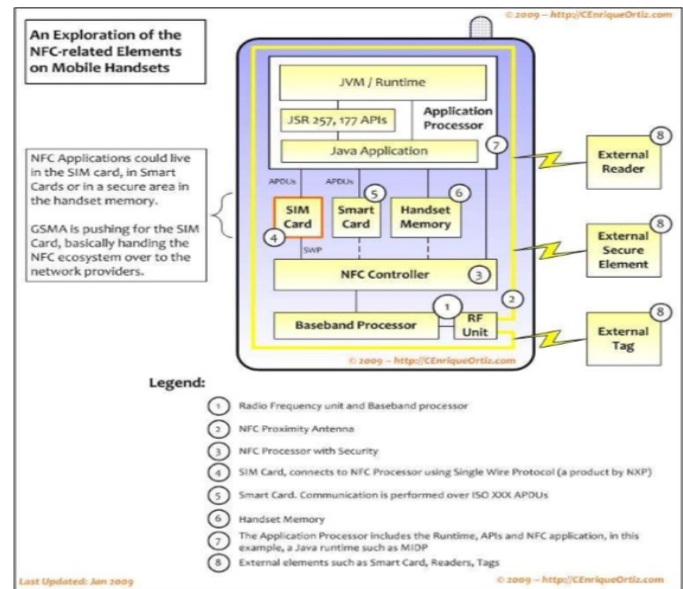 © 2009 – http://CEnriqueOrtiz.com
An Exploration of the
NFC-related Elements
on Mobile Handsets
JVM / Runtime
JSR 257, 177 APIs
Application
Processor
Java Application
7
NFC Applications could live
in the SIM card, in Smart
Cards or in a secure area in
the handset memory.
GSMA is pushing for the SIM
Card, basically handing the
NFC ecosystem over to the
network providers.
APDUs
APDUs
SIM
Card
4
Smart
Card
5
Handset
Memory
6
SWP
NFC Controller
3
1
2
Baseband Processor
RF
Unit
External
Reader
8
External
Secure
Element
8
External
Tag
8
© 2009 – http://CEnriqueOrtiz.com
Legend:
1 Radio Frequency unit and Baseband processor
2 NFC Proximity Antenna
3 NFC Processor with Security
4 SIM Card, connects to NFC Processor using Single Wire Protocol (a product by NXP)
5 Smart Card. Communication is performed over ISO XXX APDUs
6 Handset Memory
7 The Application Processor includes the Runtime, APIs and NFC application, in this
example, a Java runtime such as MIDP
8 External elements such as Smart Card, Readers, Tags
Last Updated: Jan 2009
© 2009 – http://CEnriqueOrtiz.com